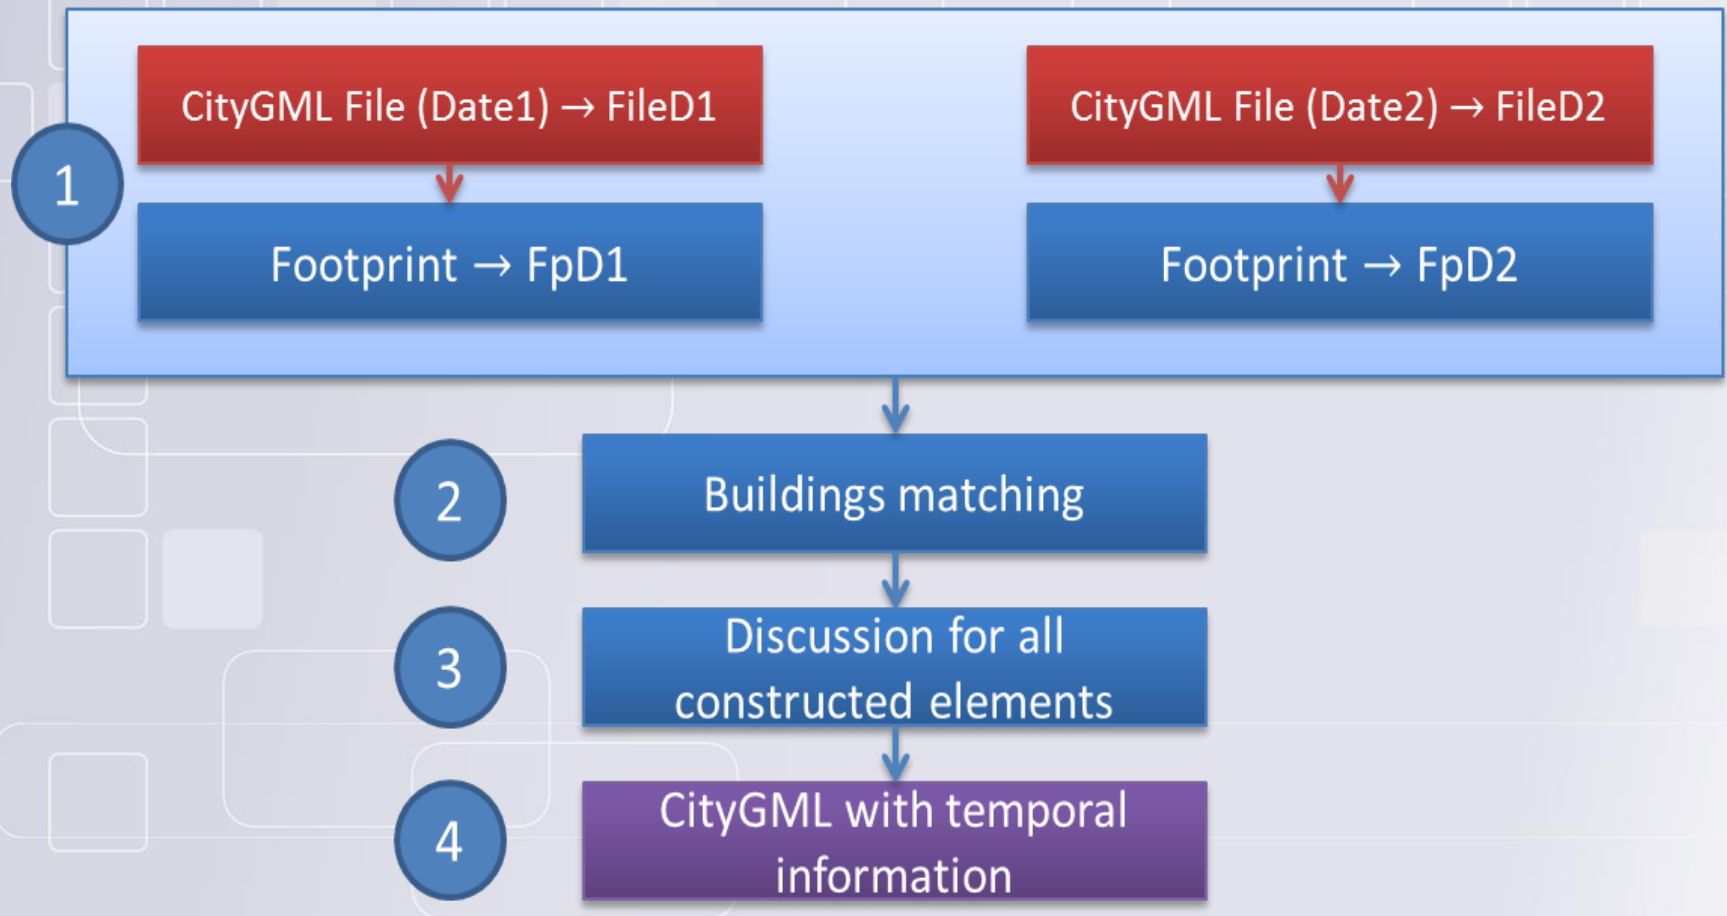 CityGML File (Date1) → FileD1
CityGML File (Date2) → FileD2
1
Footprint → FpD1
Footprint → FpD2
2
Buildings matching
3
Discussion for all
constructed elements
4
CityGML with temporal
information